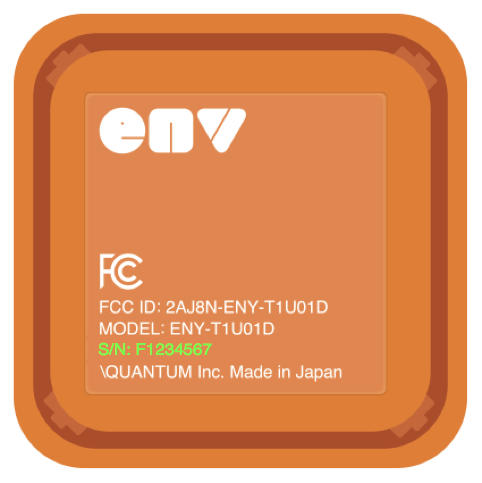 env
FC
FCC ID: 2AJ8N-ENY-T1U01D
MODEL: ENY-T1U01D
S/N: F1234567
\QUANTUM Inc. Made in Japan